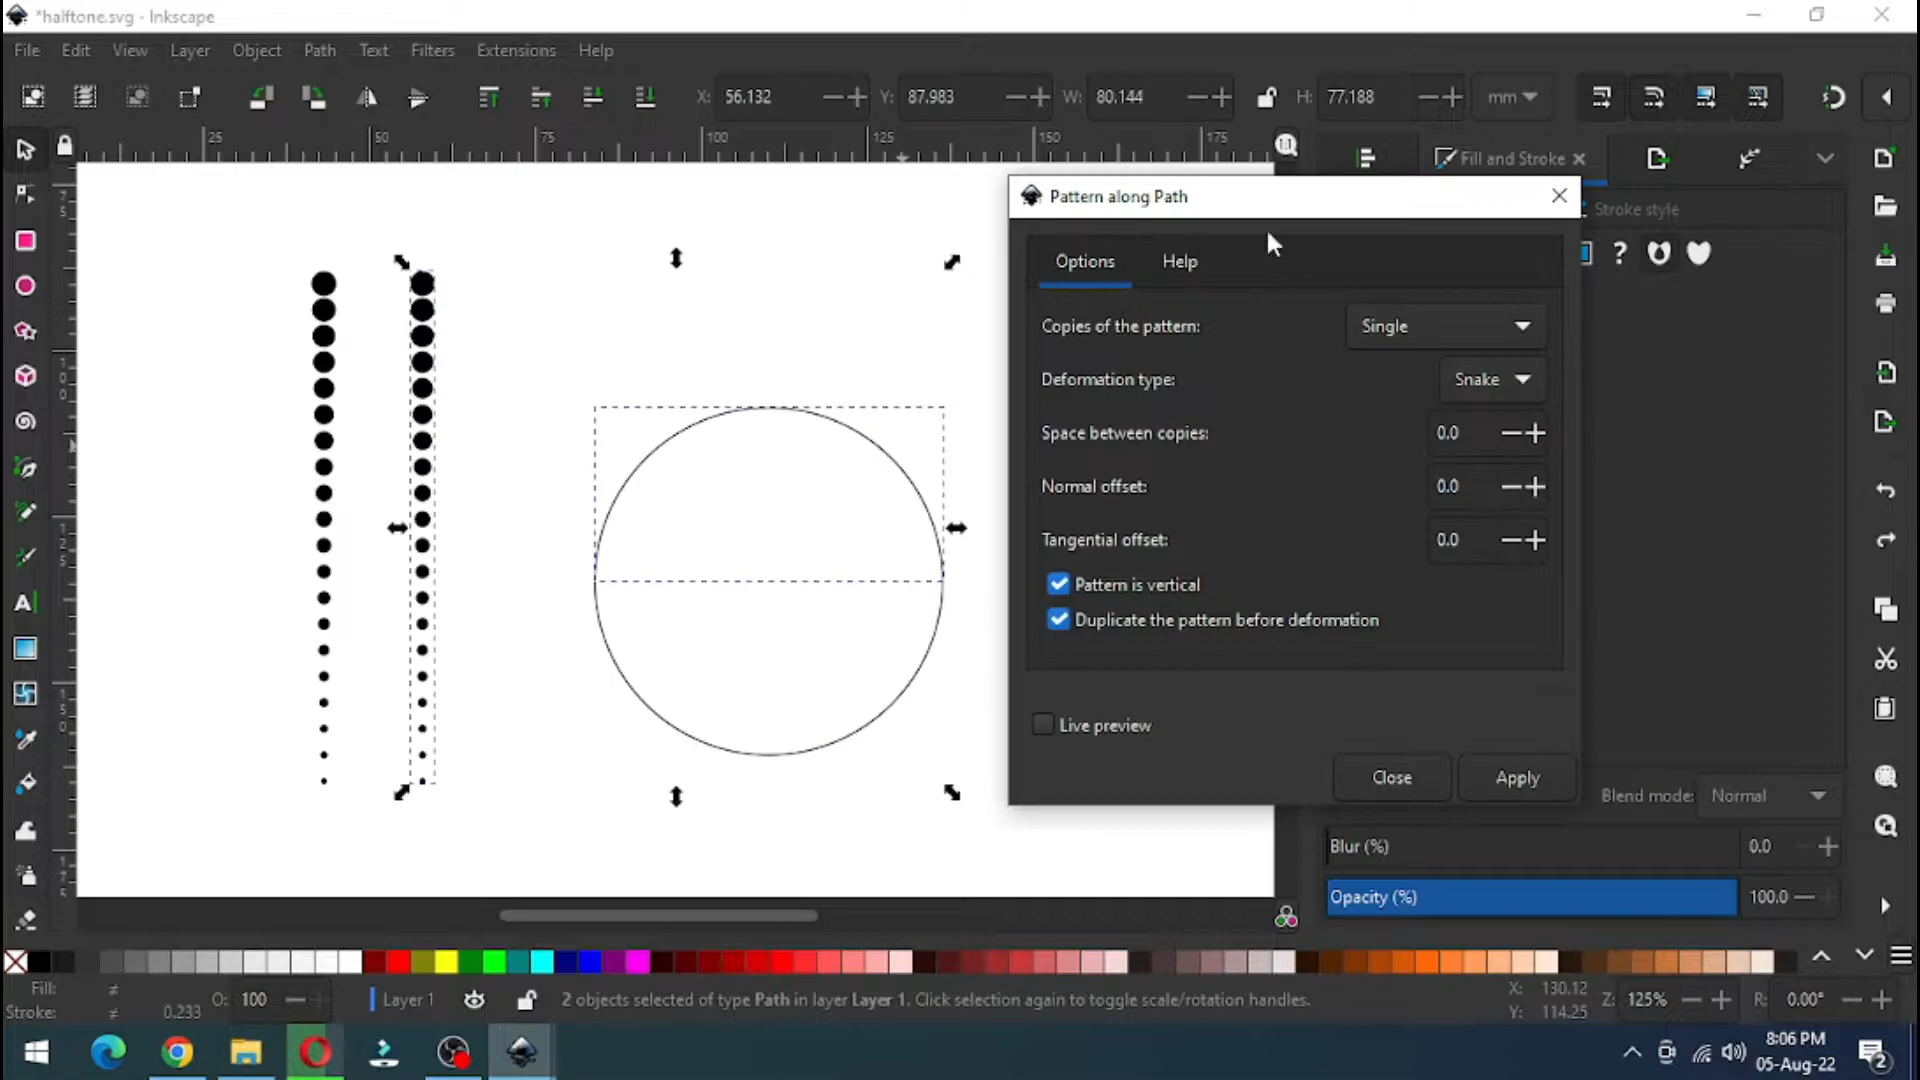 *halftone.svg - Inkscape
File Edit View Layer Object Path Text Filters Extensions Help
X: 56.132 Y: 87.983 W: 80.144 H: 77.188 mm
25 50 75 100 125 150 175
Fill and Stroke
Stroke style
Pattern along Path
Options Help
Copies of the pattern: Single
Deformation type: Snake
Space between copies: 0.0
Normal offset: 0.0
Tangential offset: 0.0
Pattern is vertical
Duplicate the pattern before deformation
Live preview
Close Apply
Blend mode: Normal
Blur (%) 0.0
Opacity (%) 100.0
Fill: ≠
Stroke: ≠ 0.233
O: 100
Layer 1
2 objects selected of type Path in layer Layer 1. Click selection again to toggle scale/rotation handles.
X: 130.12
Y: 114.25
Z: 125% R: 0.00°
8:06 PM
05-Aug-22
2